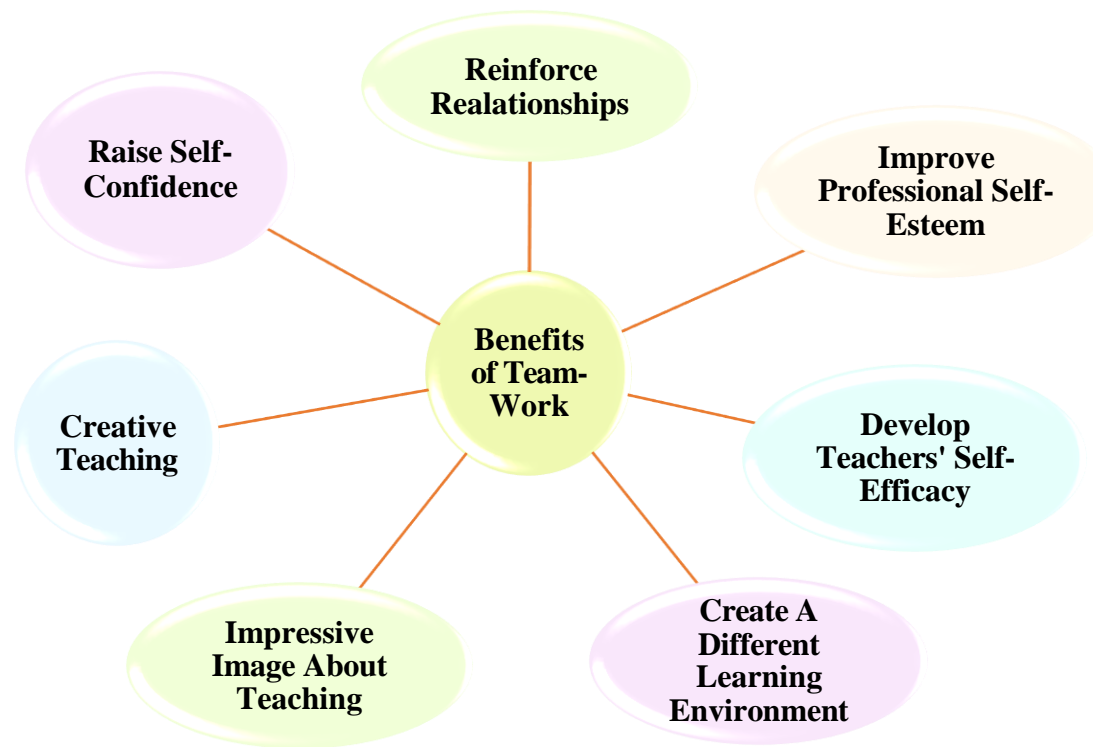 Reinforce
Realationships
Improve
Professional Self-
Esteem
Develop
Teachers' Self-
Efficacy
Create A
Different
Learning
Environment
Impressive
Image About
Teaching
Creative
Teaching
Raise Self-
Confidence
Benefits
of Team-
Work